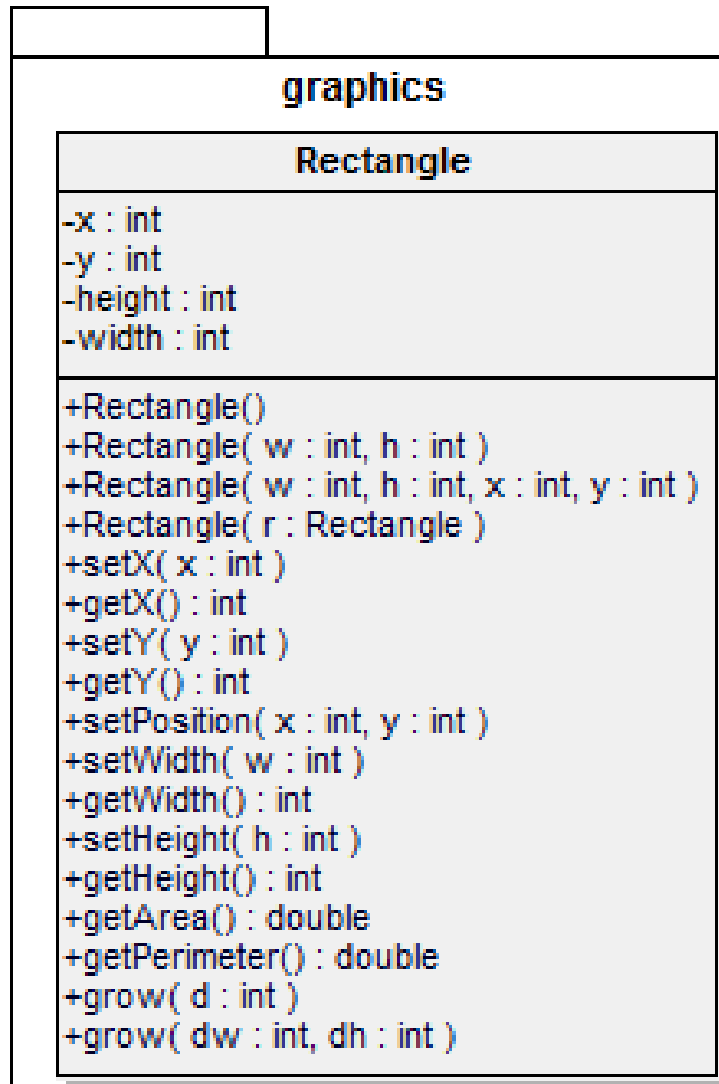 graphics
Rectangle
-x : int
-y : int
-height : int
-width : int
+Rectangle()
+Rectangle( w : int, h : int )
+Rectangle( w : int, h : int, x : int, y : int )
+Rectangle( r : Rectangle )
+setX( x : int )
+getX() : int
+setY( y : int )
+getY() : int
+setPosition( x : int, y : int )
+setWidth( w : int )
+getWidth() : int
+setHeight( h : int )
+getHeight() : int
+getArea() : double
+getPerimeter() : double
+grow( d : int )
+grow( dw : int, dh : int )